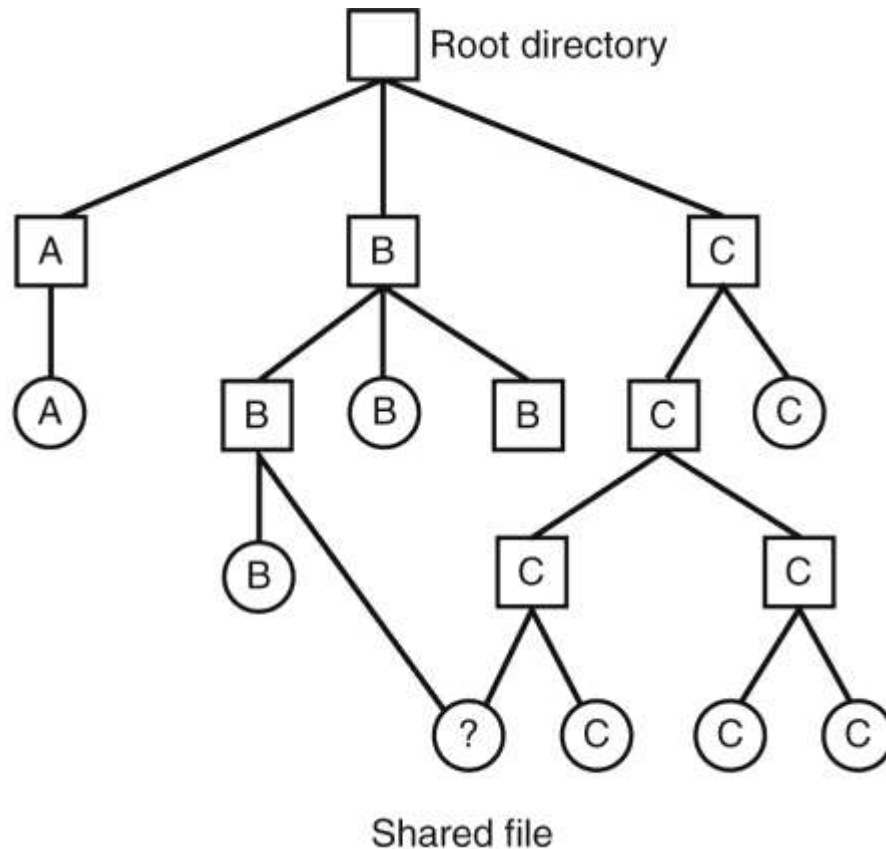 Root directory
A B C
A B B B C C
B C C
? C C C
Shared file